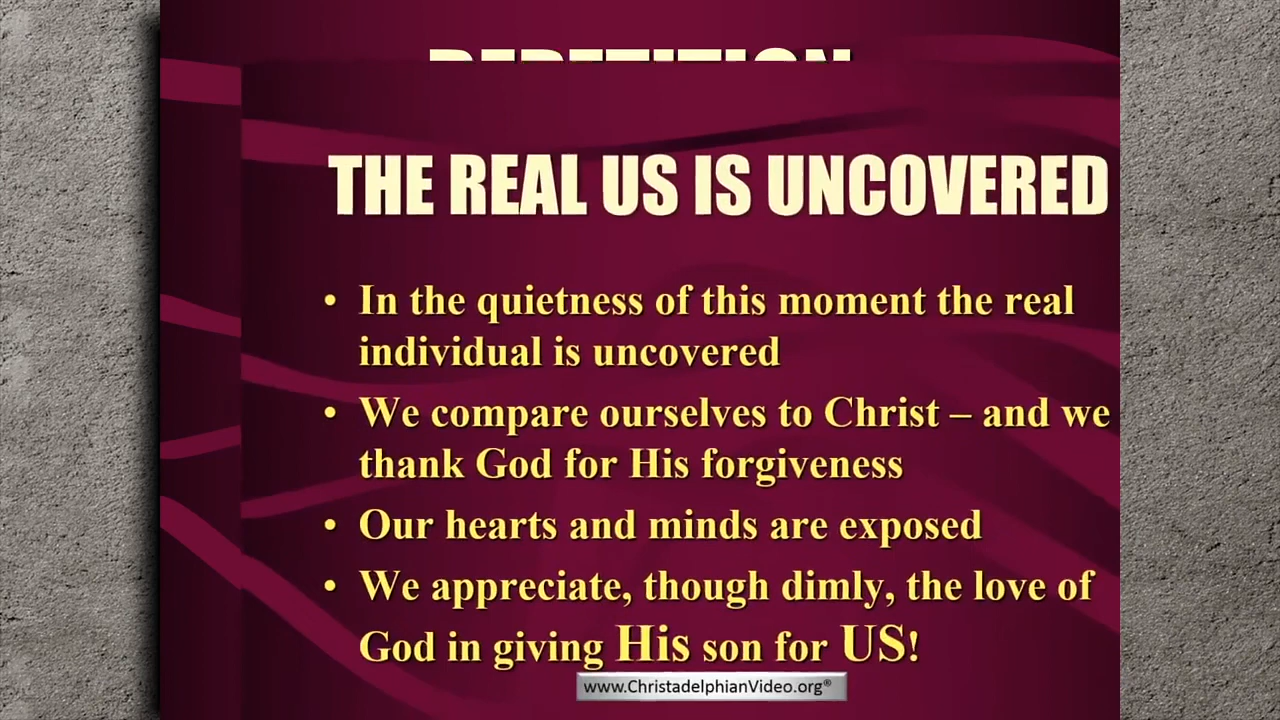 THE REAL US IS UNCOVERED
• In the quietness of this moment the real
individual is uncovered
• We compare ourselves to Christ – and we
thank God for His forgiveness
• Our hearts and minds are exposed
• We appreciate, though dimly, the love of
God in giving His son for US!
www.ChristadelphianVideo.org®